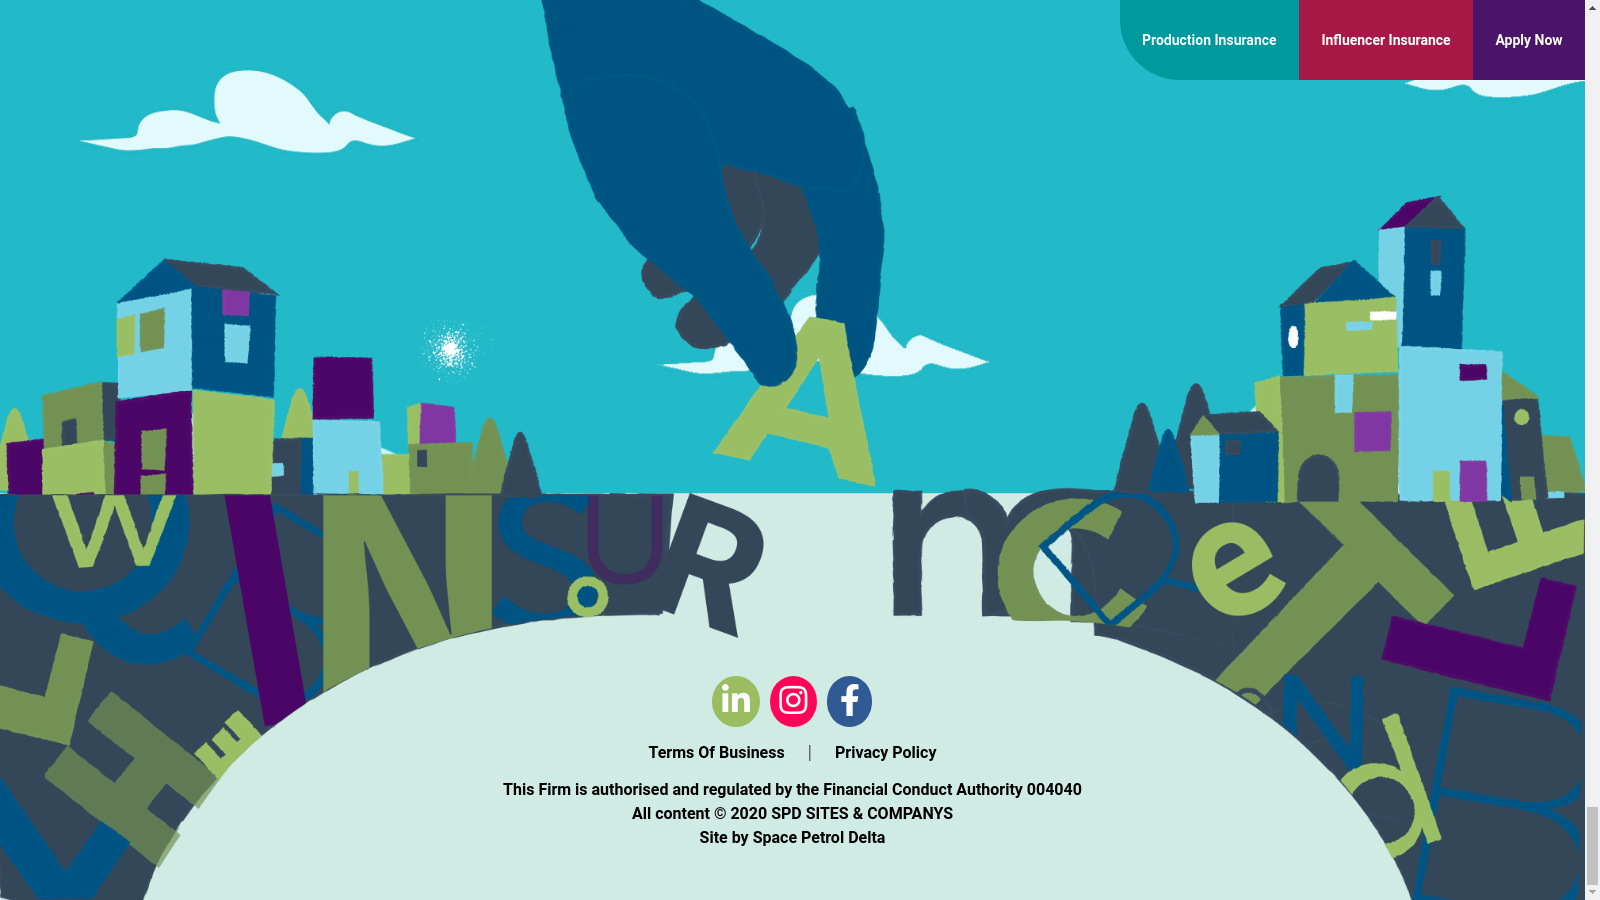 Production Insurance
Influencer Insurance
Apply Now
A
W I N S U R n C e T E
Q
L
H
E
L
N
d
B
in
Terms Of Business | Privacy Policy
This Firm is authorised and regulated by the Financial Conduct Authority 004040
All content © 2020 SPD SITES & COMPANYS
Site by Space Petrol Delta